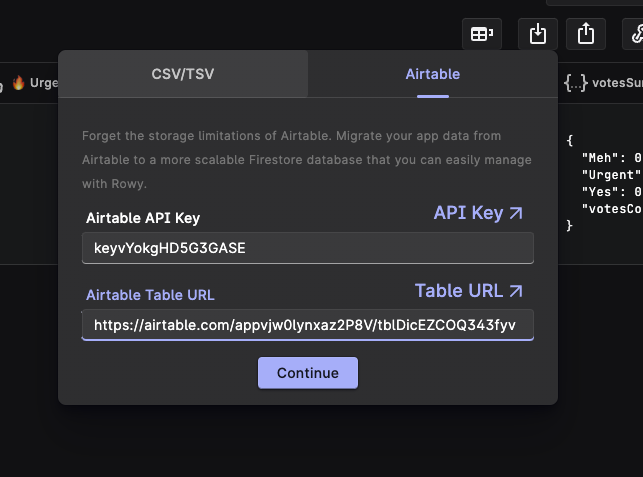 CSV/TSV
Airtable
🔥 Urge
{…} votesSu
Forget the storage limitations of Airtable. Migrate your app data from
Airtable to a more scalable Firestore database that you can easily manage
with Rowy.
{
"Meh": 0
"Urgent"
"Yes": 0
"votesCo
}
Airtable API Key
API Key
keyvYokgHD5G3GASE
Airtable Table URL
Table URL
https://airtable.com/appvjw0lynxaz2P8V/tblDicEZCOQ343fyv
Continue